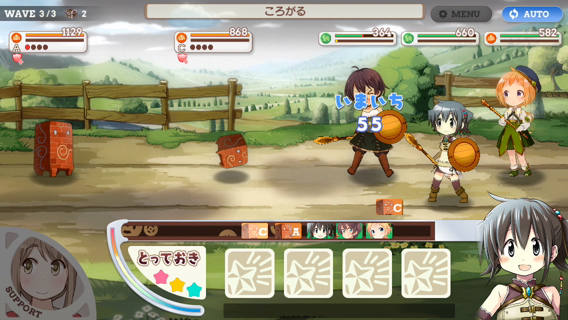 WAVE 3/3 2
ころがる
MENU
AUTO
A 1129
C 868
364
660
582
いまいち
55
C
C A
とっておき
SUPPORT